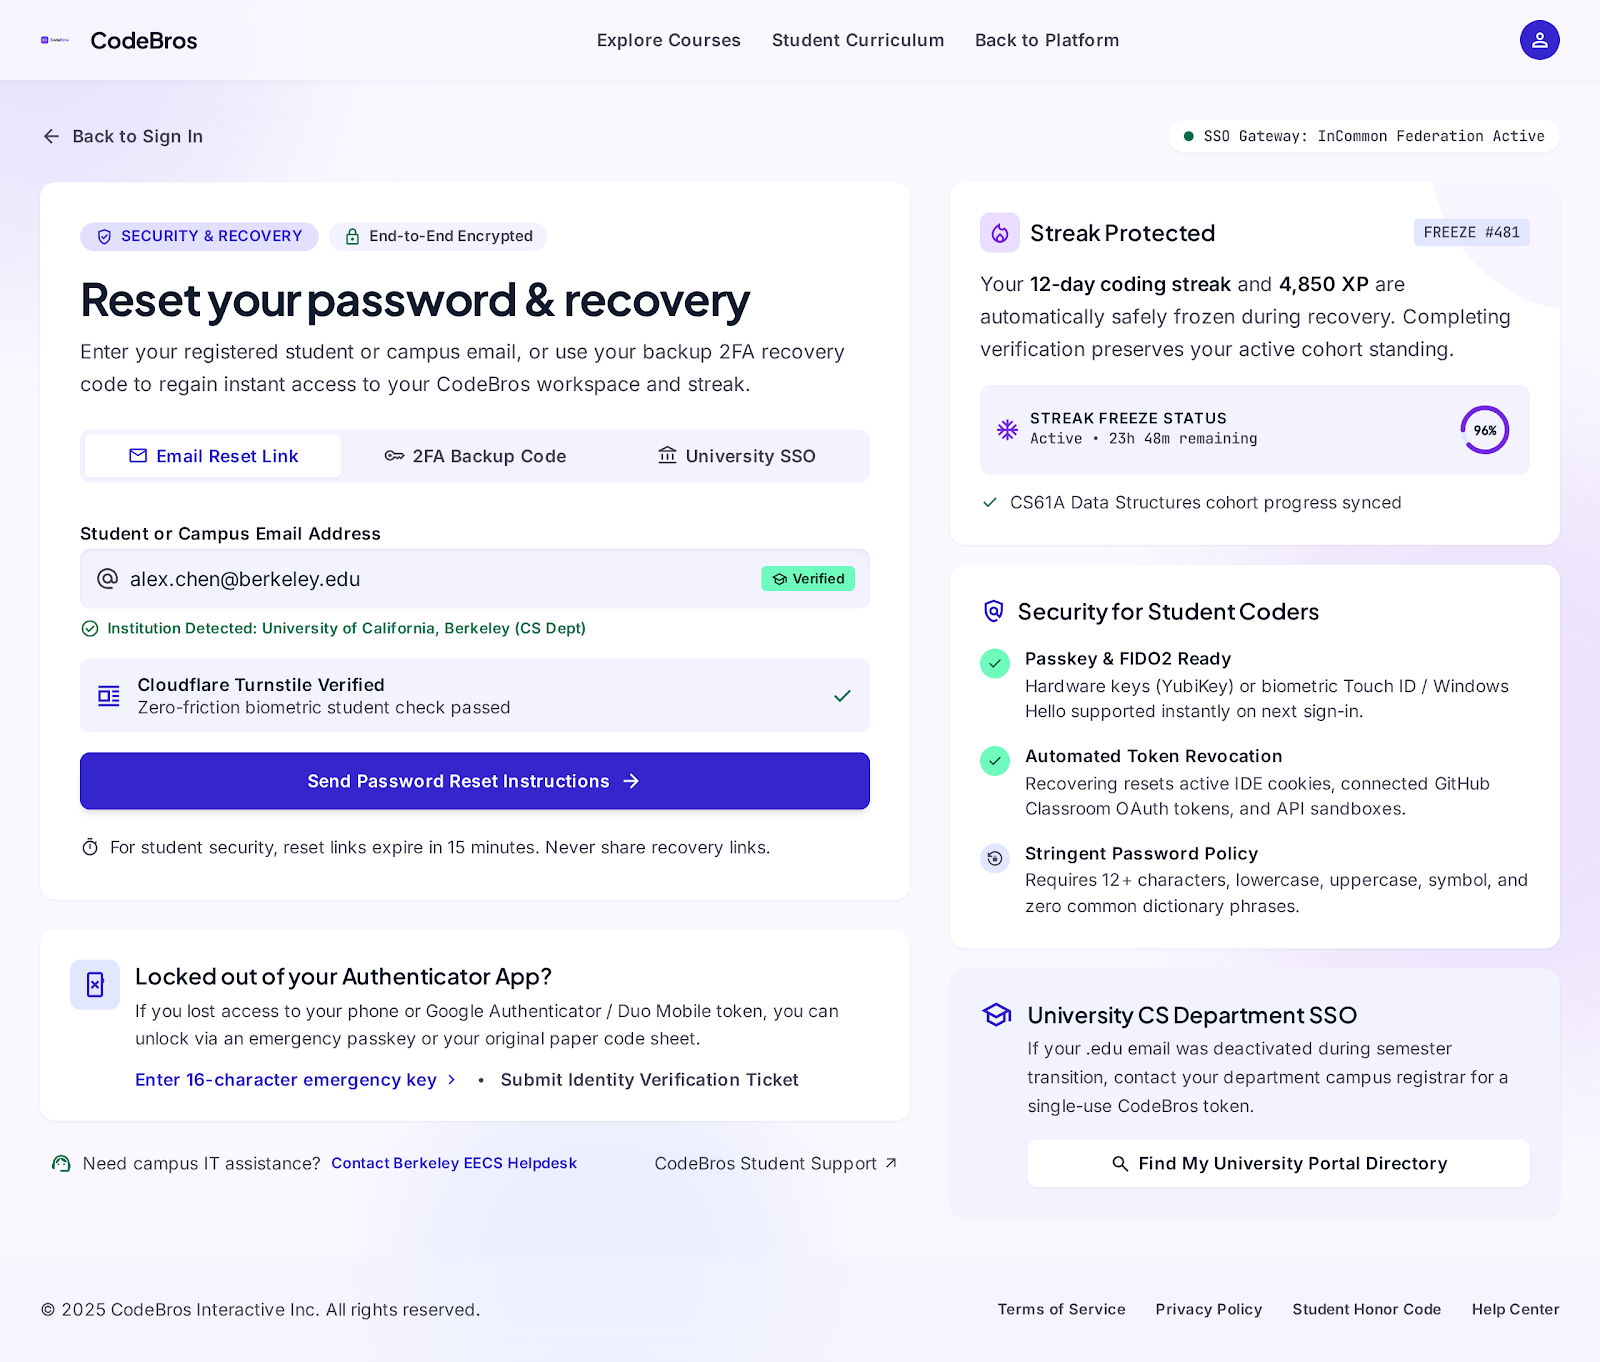 CodeBros
Explore Courses
Student Curriculum
Back to Platform
Back to Sign In
SSO Gateway: InCommon Federation Active
SECURITY & RECOVERY
End-to-End Encrypted
Reset your password & recovery
Enter your registered student or campus email, or use your backup 2FA recovery
code to regain instant access to your CodeBros workspace and streak.
Email Reset Link
2FA Backup Code
University SSO
Student or Campus Email Address
alex.chen@berkeley.edu
Verified
Institution Detected: University of California, Berkeley (CS Dept)
Cloudflare Turnstile Verified
Zero-friction biometric student check passed
Send Password Reset Instructions
For student security, reset links expire in 15 minutes. Never share recovery links.
Locked out of your Authenticator App?
If you lost access to your phone or Google Authenticator / Duo Mobile token, you can
unlock via an emergency passkey or your original paper code sheet.
Enter 16-character emergency key
• Submit Identity Verification Ticket
Need campus IT assistance? Contact Berkeley EECS Helpdesk
CodeBros Student Support
Streak Protected
FREEZE #481
Your 12-day coding streak and 4,850 XP are
automatically safely frozen during recovery. Completing
verification preserves your active cohort standing.
STREAK FREEZE STATUS
Active • 23h 48m remaining
96%
CS61A Data Structures cohort progress synced
Security for Student Coders
Passkey & FIDO2 Ready
Hardware keys (YubiKey) or biometric Touch ID / Windows
Hello supported instantly on next sign-in.
Automated Token Revocation
Recovering resets active IDE cookies, connected GitHub
Classroom OAuth tokens, and API sandboxes.
Stringent Password Policy
Requires 12+ characters, lowercase, uppercase, symbol, and
zero common dictionary phrases.
University CS Department SSO
If your .edu email was deactivated during semester
transition, contact your department campus registrar for a
single-use CodeBros token.
Find My University Portal Directory
© 2025 CodeBros Interactive Inc. All rights reserved.
Terms of Service
Privacy Policy
Student Honor Code
Help Center